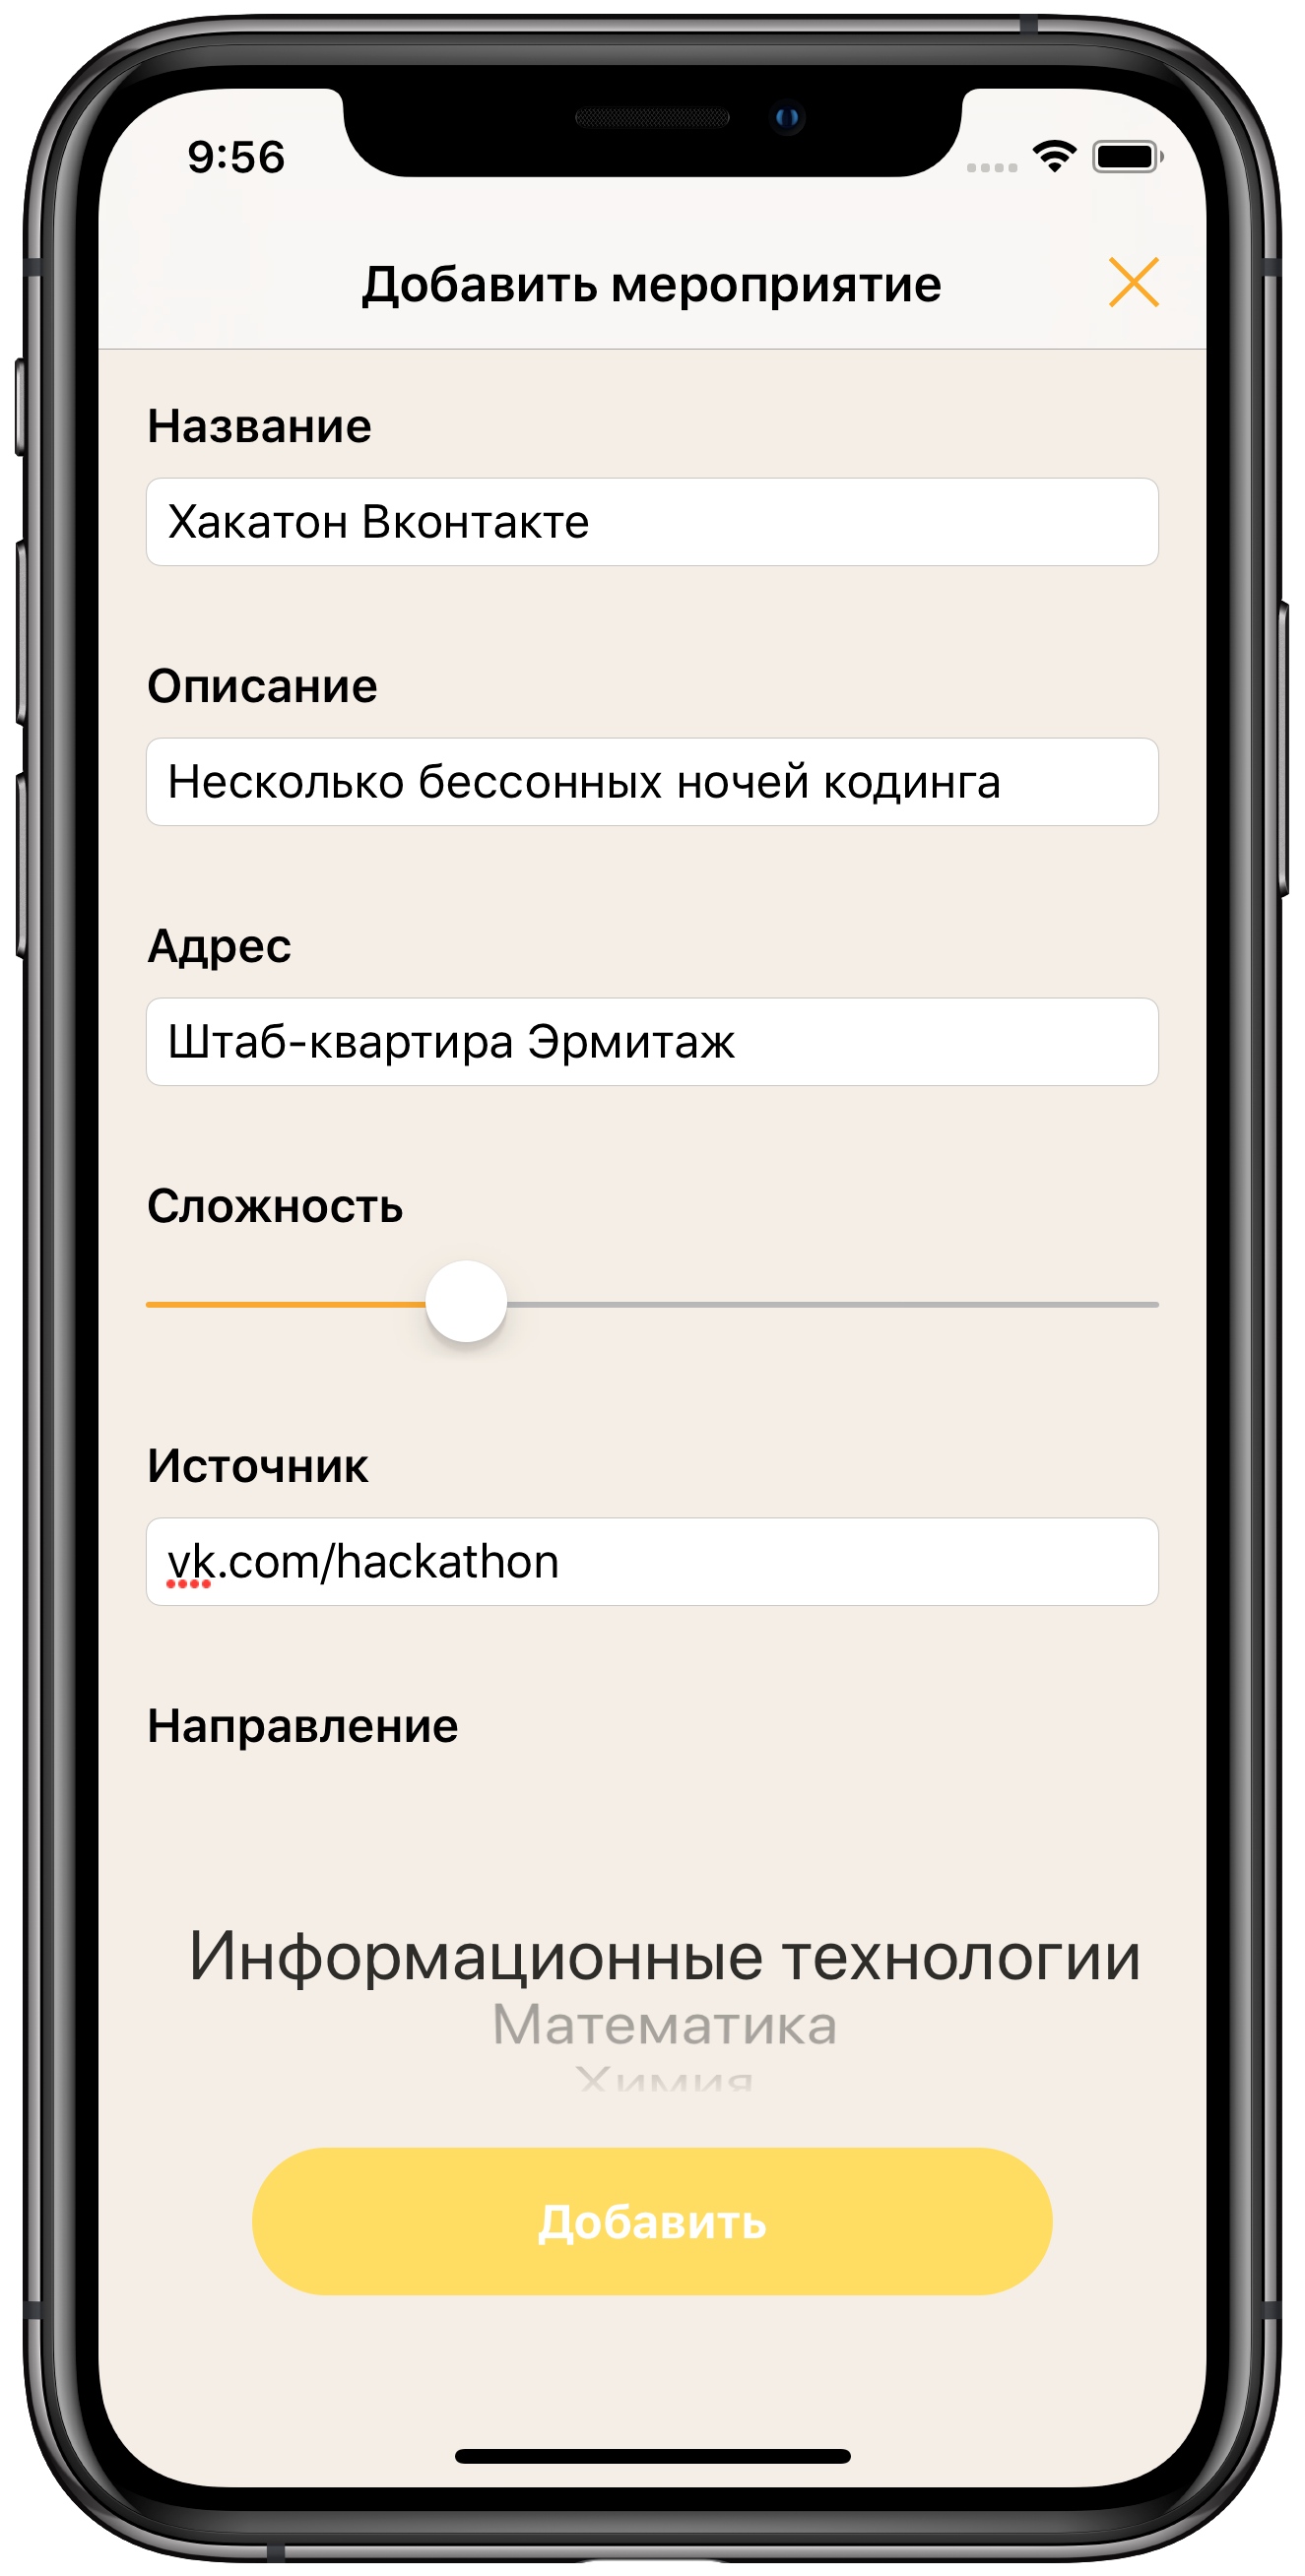 9:56
Добавить мероприятие
Название
Хакатон Вконтакте
Описание
Несколько бессонных ночей кодинга
Адрес
Штаб-квартира Эрмитаж
Сложность
Источник
vk.com/hackathon
Направление
Информационные технологии
Математика
Химия
Добавить